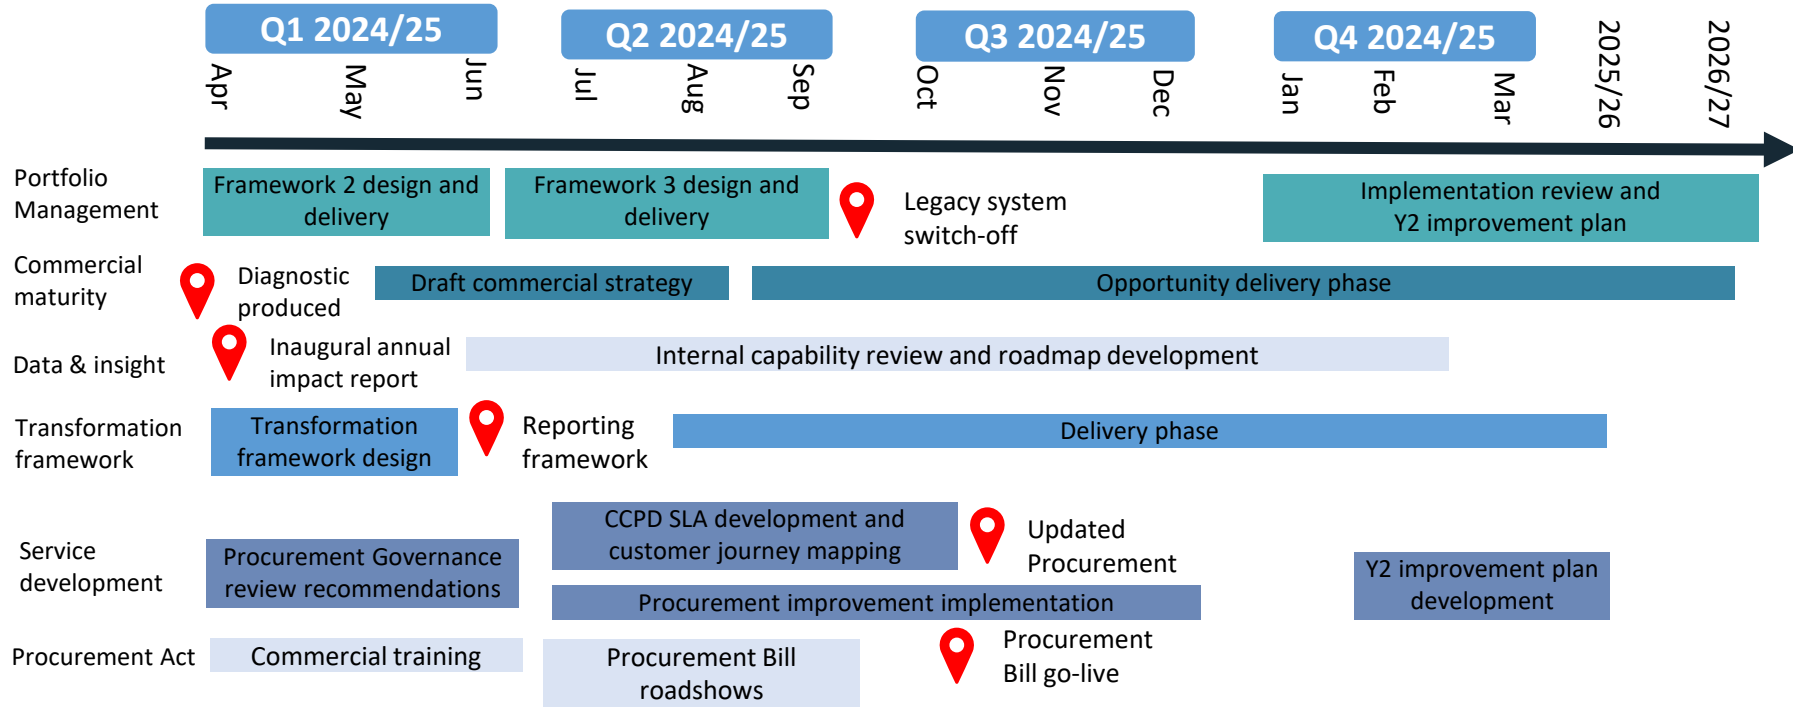 Q1 2024/25
Q2 2024/25
Q3 2024/25
Q4 2024/25
Apr
May
Jun
Jul
Aug
Sep
Oct
Nov
Dec
Jan
Feb
Mar
2025/26
2026/27
Portfolio
Management
Framework 2 design and
delivery
Framework 3 design and
delivery
Legacy system
switch-off
Implementation review and
Y2 improvement plan
Commercial
maturity
Diagnostic
produced
Draft commercial strategy
Opportunity delivery phase
Data & insight
Inaugural annual
impact report
Internal capability review and roadmap development
Transformation
framework
Transformation
framework design
Reporting
framework
Delivery phase
Service
development
Procurement Governance
review recommendations
CCPD SLA development and
customer journey mapping
Updated
Procurement
Procurement improvement implementation
Y2 improvement plan
development
Procurement Act
Commercial training
Procurement Bill
roadshows
Procurement
Bill go-live